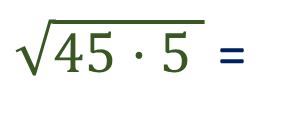 √45 · 5 =